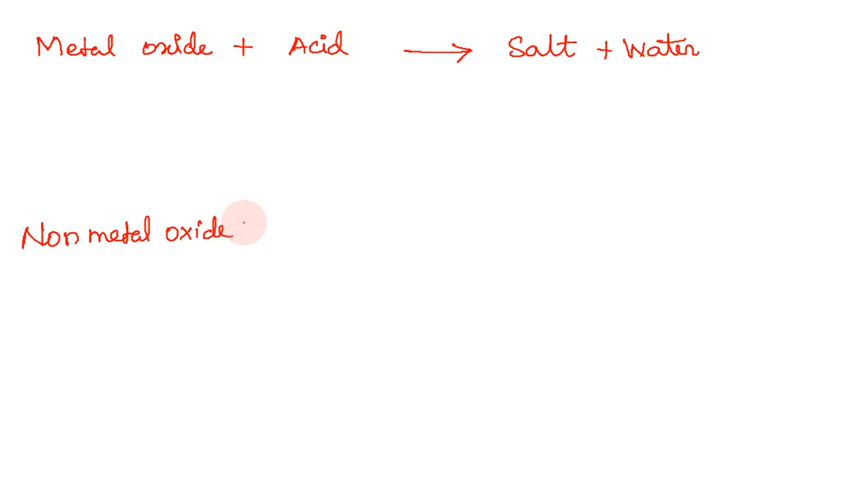 Metal oxide + Acid → Salt + Water
Non metal oxide